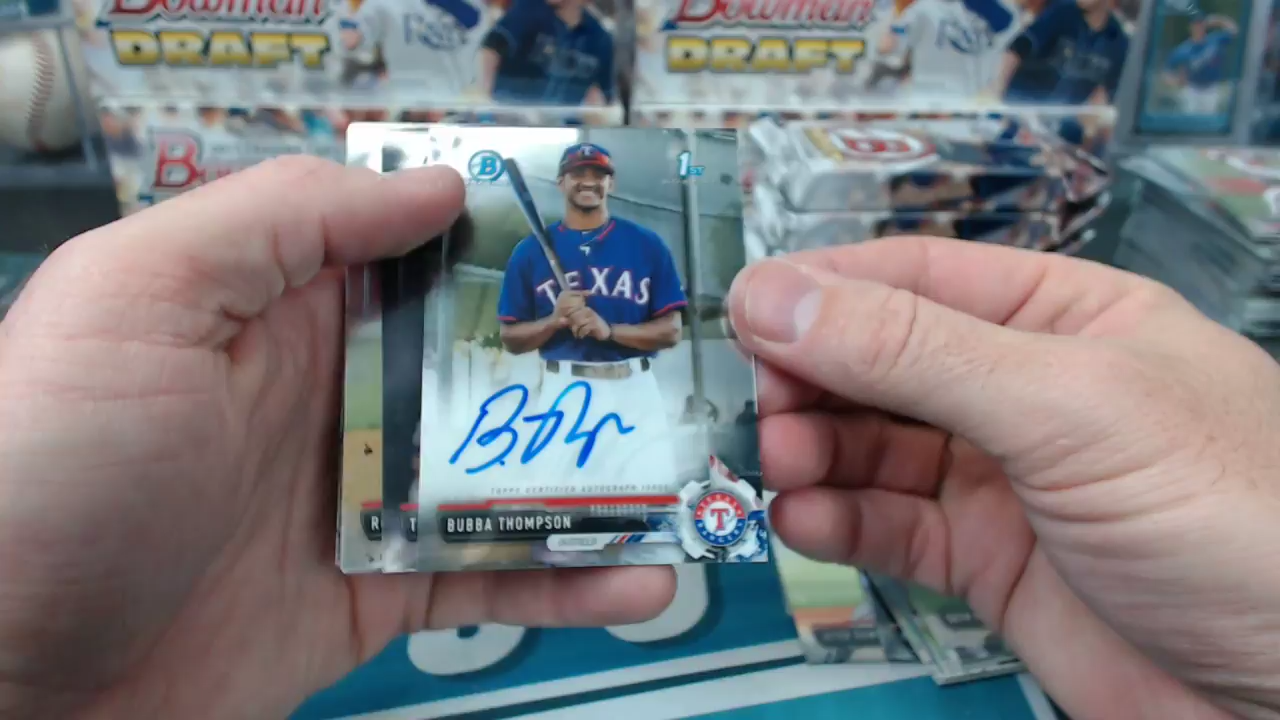 Bowman
DRAFT
Bowman
DRAFT
B
B
1ST
TEXAS
TOPPS CERTIFIED AUTOGRAPH ISSUE
R
T
BUBBA THOMPSON
OUTFIELD
T